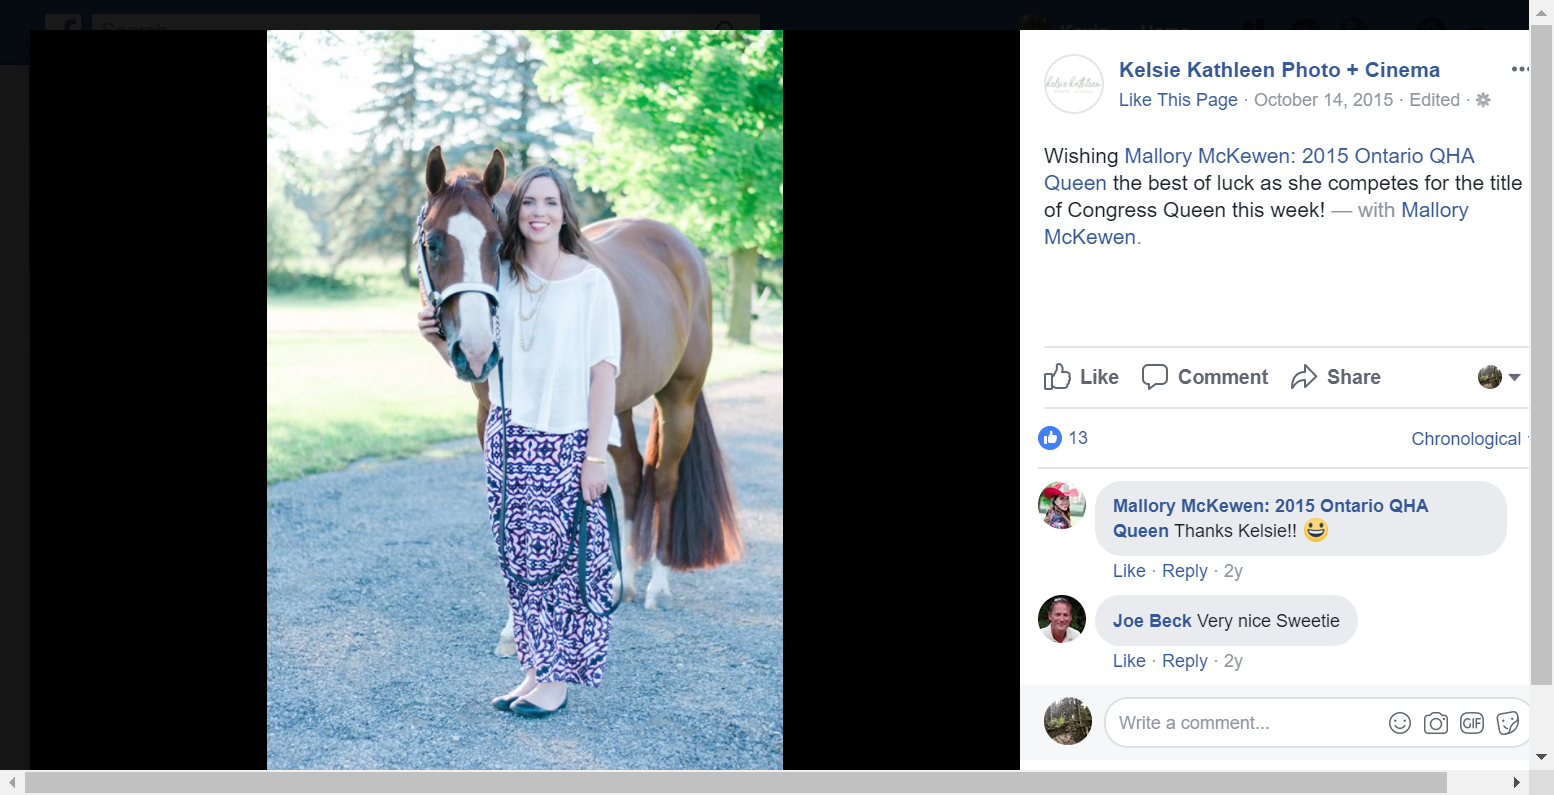 Search
Kelsie Kathleen Photo + Cinema
Like This Page · October 14, 2015 · Edited ·
Wishing Mallory McKewen: 2015 Ontario QHA
Queen the best of luck as she competes for the title
of Congress Queen this week! — with Mallory
McKewen.
Like Comment Share
13
Chronological
Mallory McKewen: 2015 Ontario QHA
Queen Thanks Kelsie!! 😀
Like · Reply · 2y
Joe Beck Very nice Sweetie
Like · Reply · 2y
Write a comment...
GIF